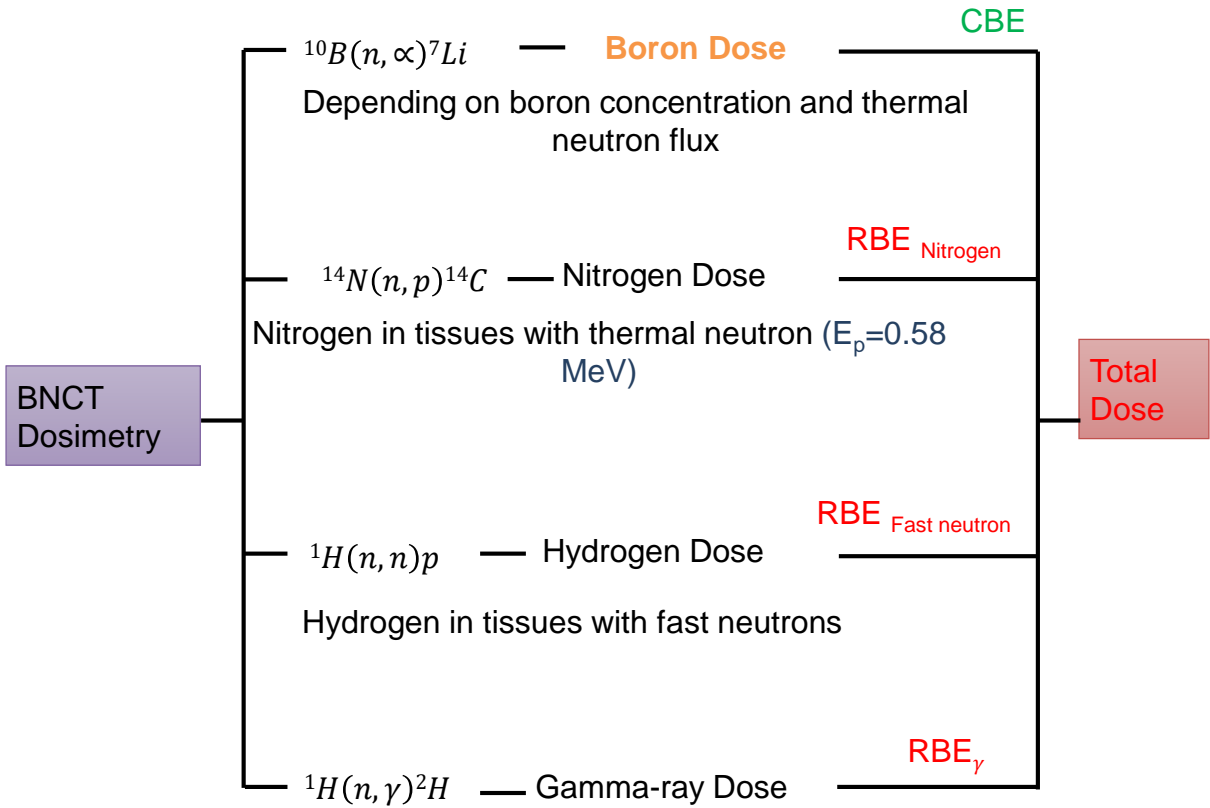 CBE
¹⁰B(n,∝)⁷Li
Boron Dose
Depending on boron concentration and thermal
neutron flux
RBE Nitrogen
¹⁴N(n,p)¹⁴C
Nitrogen Dose
Nitrogen in tissues with thermal neutron (Eₚ=0.58
MeV)
BNCT
Dosimetry
Total
Dose
RBE Fast neutron
¹H(n,n)p
Hydrogen Dose
Hydrogen in tissues with fast neutrons
RBEᵧ
¹H(n,γ)²H
Gamma-ray Dose